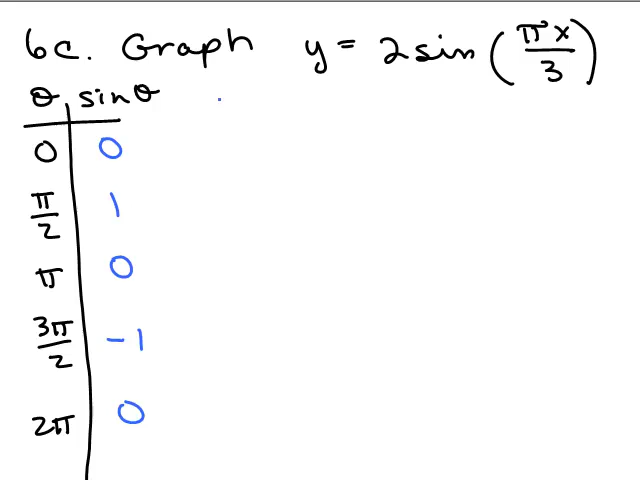 6c. Graph y = 2sin(πx/3)
θ sinθ
0 0
π/2 1
π 0
3π/2 -1
2π 0